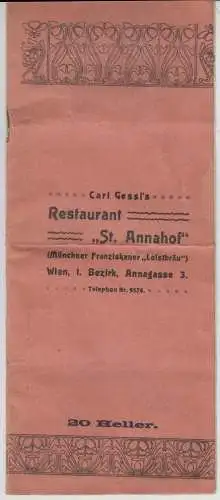 Carl Gessl's
Restaurant
„St. Annahof"
(Münchner Franziskaner „Leistbräu")
Wien, I. Bezirk, Annagasse 3.
Telephon Nr. 9576.
20 Heller.